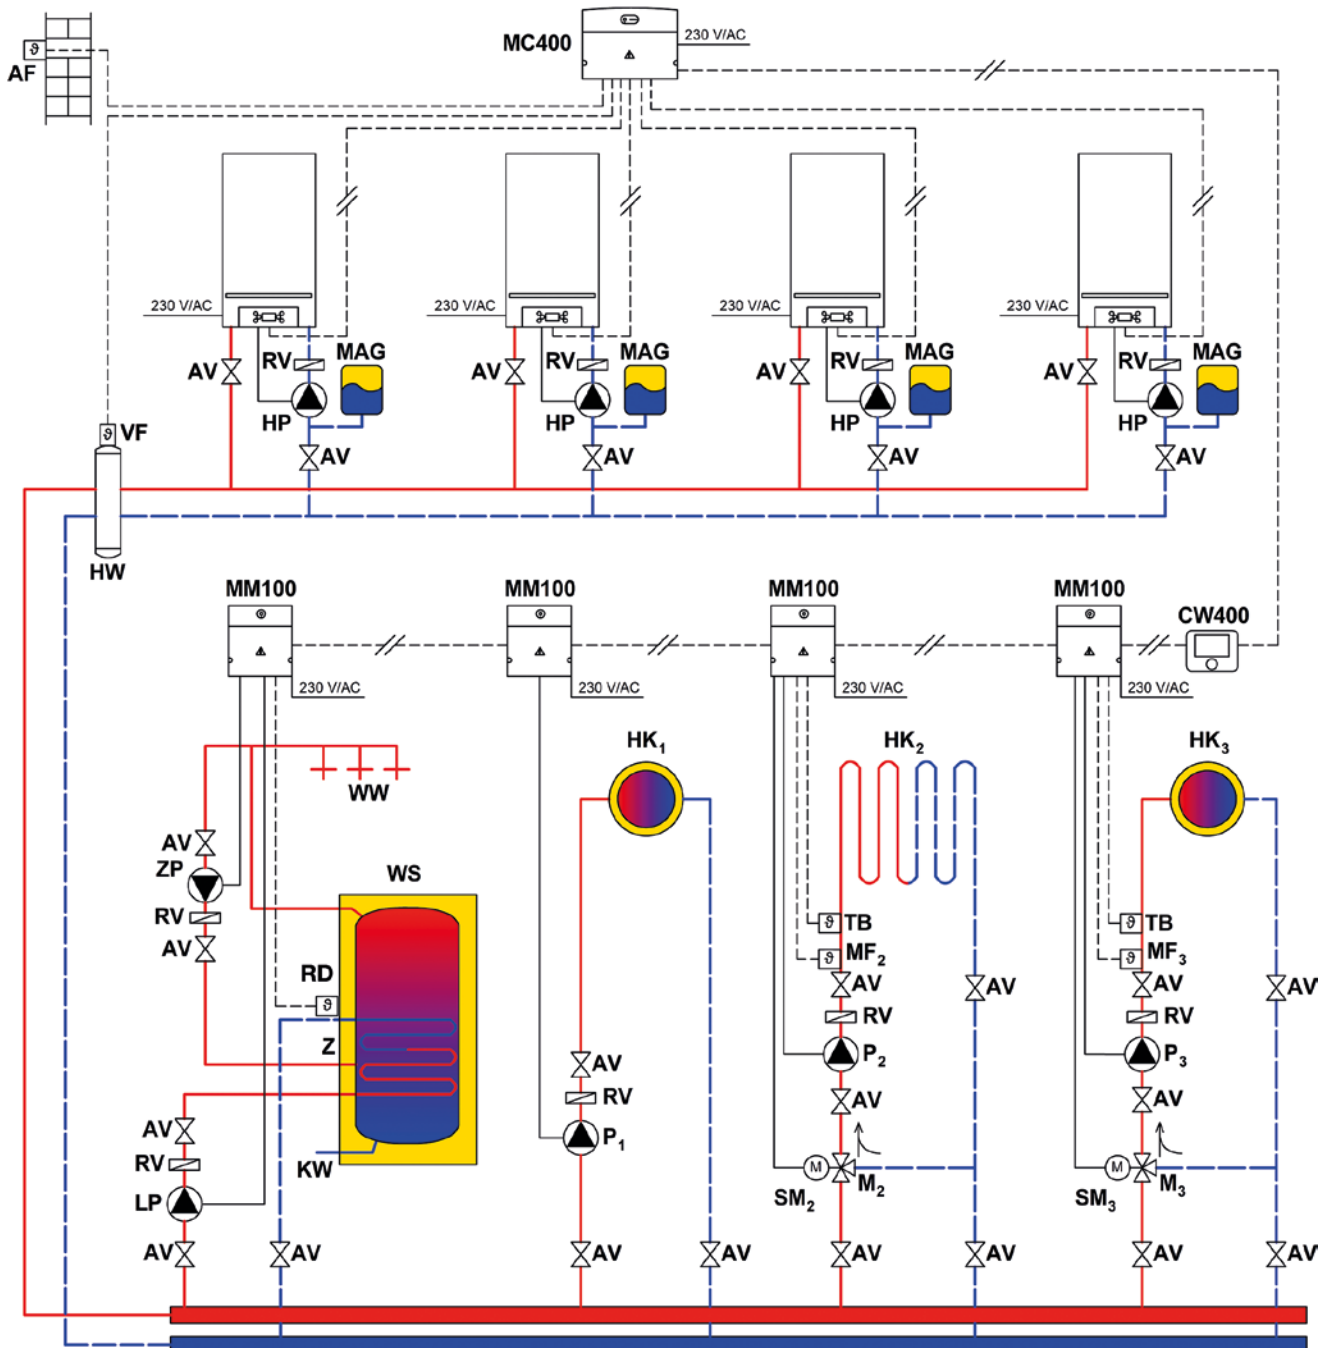 MC400
230 V/AC
AF
ϑ
230 V/AC 230 V/AC 230 V/AC 230 V/AC
AV RV MAG AV RV MAG AV RV MAG AV RV MAG
HP HP HP HP
ϑ VF
AV AV AV AV
HW
MM100 MM100 MM100 MM100
CW400
230 V/AC 230 V/AC 230 V/AC 230 V/AC
HK1 HK2 HK3
WW
AV
ZP
WS
RV
ϑ TB ϑ TB
AV
ϑ MF2 ϑ MF3
RD
ϑ
AV AV AV AV
RV RV
Z
P2 P3
AV
RV
AV AV
AV
P1
RV
KW
M M2 M M3
SM2 SM3
LP
AV AV AV AV AV AV AV AV